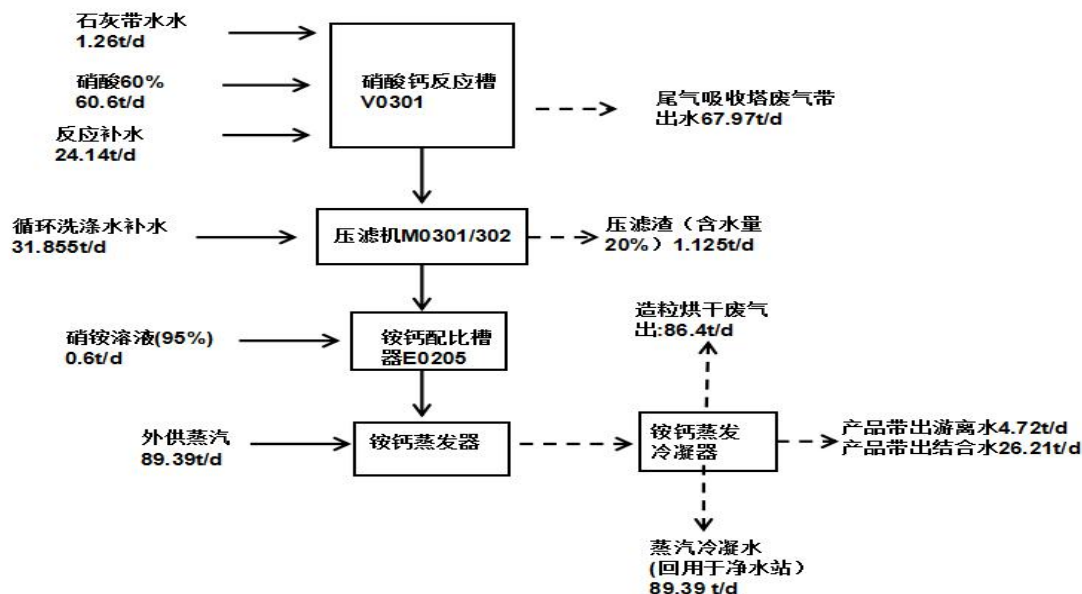 石灰带水水
1.26t/d
硝酸60%
60.6t/d
反应补水
24.14t/d
硝酸钙反应槽
V0301
尾气吸收塔废气带
出水67.97t/d
循环洗涤水补水
31.855t/d
压滤机M0301/302
压滤渣（含水量
20%）1.125t/d
硝铵溶液(95%)
0.6t/d
铵钙配比槽
器E0205
造粒烘干废气
出:86.4t/d
外供蒸汽
89.39t/d
铵钙蒸发器
铵钙蒸发
冷凝器
产品带出游离水4.72t/d
产品带出结合水26.21t/d
蒸汽冷凝水
(回用于净水站）
89.39 t/d